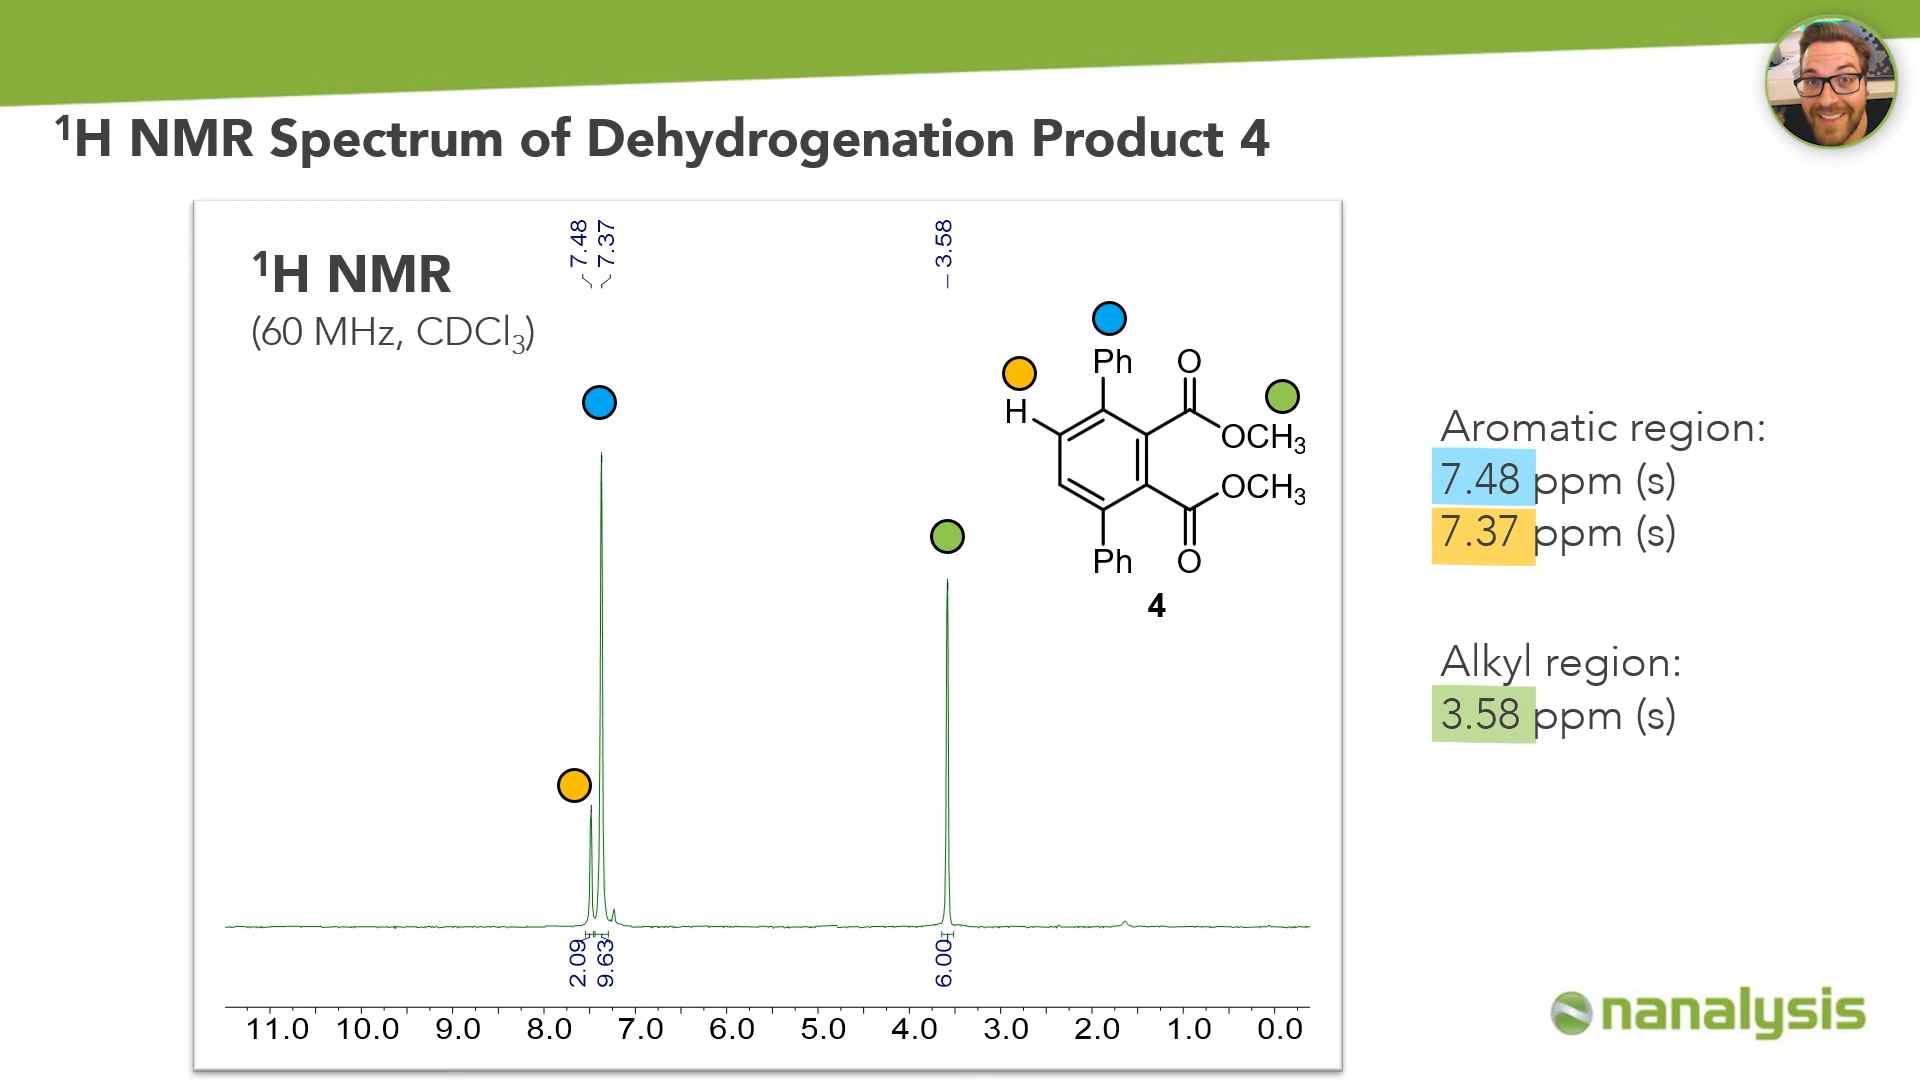 ¹H NMR Spectrum of Dehydrogenation Product 4
7.48
7.37
3.58
¹H NMR
(60 MHz, CDCl₃)
Ph
O
H
OCH₃
OCH₃
Ph
O
4
2.09
9.63
6.00
11.0 10.0 9.0 8.0 7.0 6.0 5.0 4.0 3.0 2.0 1.0 0.0
Aromatic region:
7.48 ppm (s)
7.37 ppm (s)
Alkyl region:
3.58 ppm (s)
nanalysis